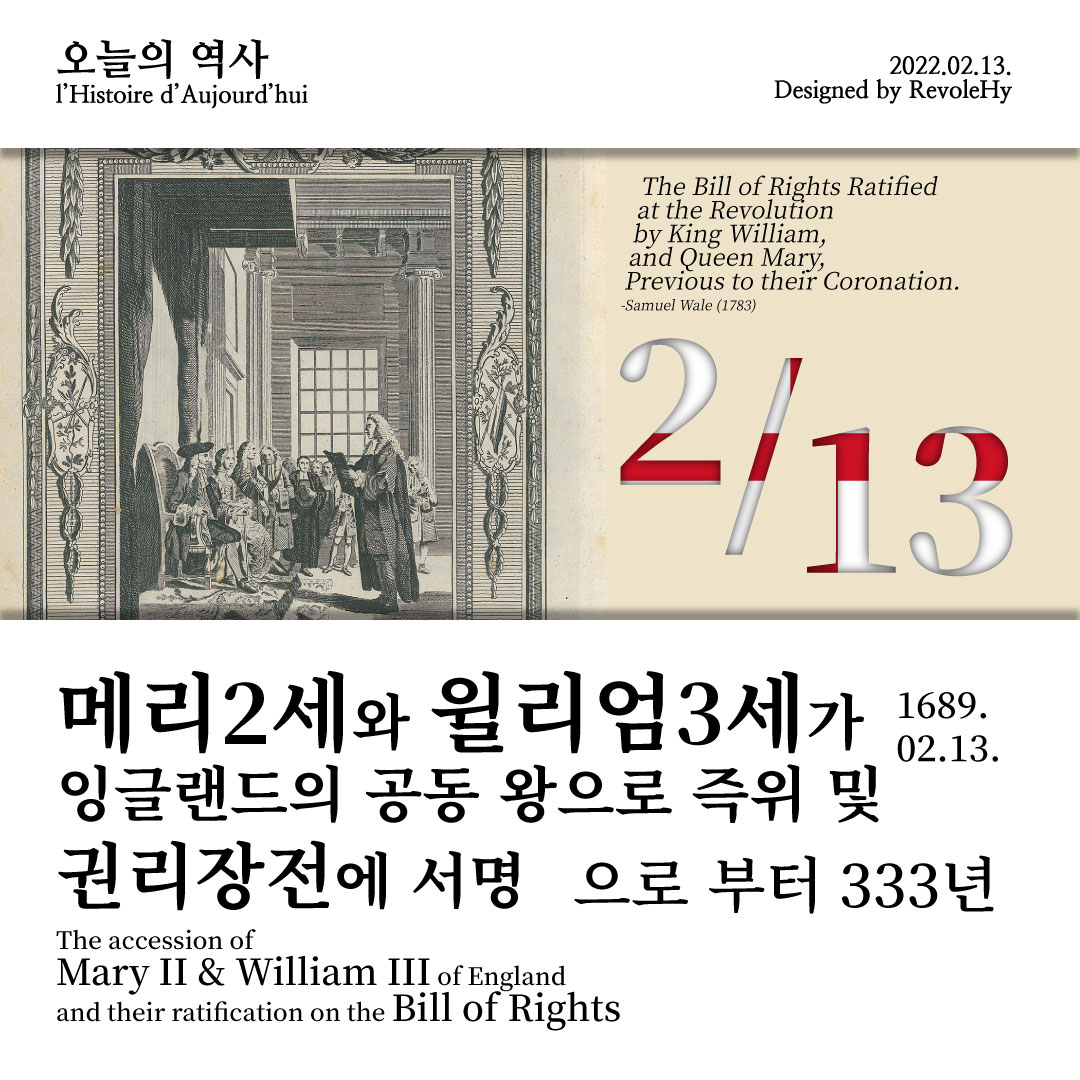 오늘의 역사
l’Histoire d’Aujourd’hui
2022.02.13.
Designed by RevoleHy
The Bill of Rights Ratified
at the Revolution
by King William,
and Queen Mary,
Previous to their Coronation.
-Samuel Wale (1783)
2/13
메리2세와 윌리엄3세가
1689.
02.13.
잉글랜드의 공동 왕으로 즉위 및
권리장전에 서명 으로 부터 333년
The accession of
Mary II & William III of England
and their ratification on the Bill of Rights